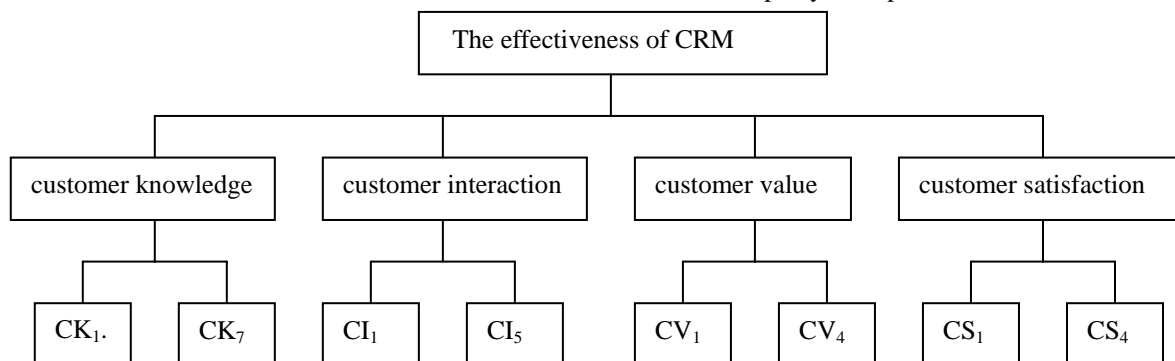 The effectiveness of CRM
customer knowledge customer interaction customer value customer satisfaction
CK₁. CK₇ CI₁ CI₅ CV₁ CV₄ CS₁ CS₄